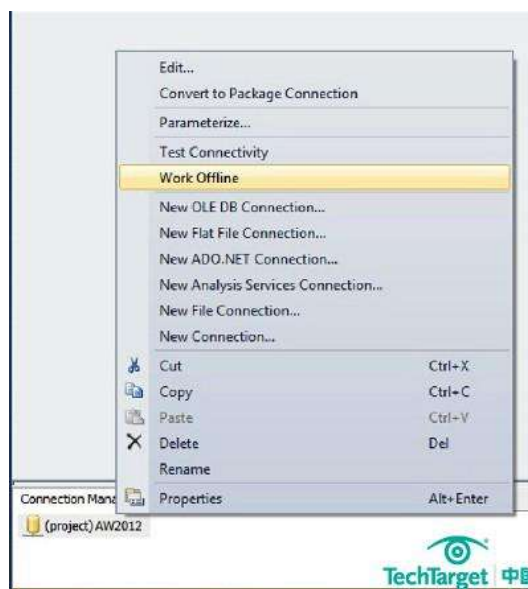 Edit...
Convert to Package Connection
Parameterize...
Test Connectivity
Work Offline
New OLE DB Connection...
New Flat File Connection...
New ADO.NET Connection...
New Analysis Services Connection...
New File Connection...
New Connection...
Cut Ctrl+X
Copy Ctrl+C
Paste Ctrl+V
Delete Del
Rename
Properties Alt+Enter
Connection Mana
(project) AW2012
TechTarget 中国